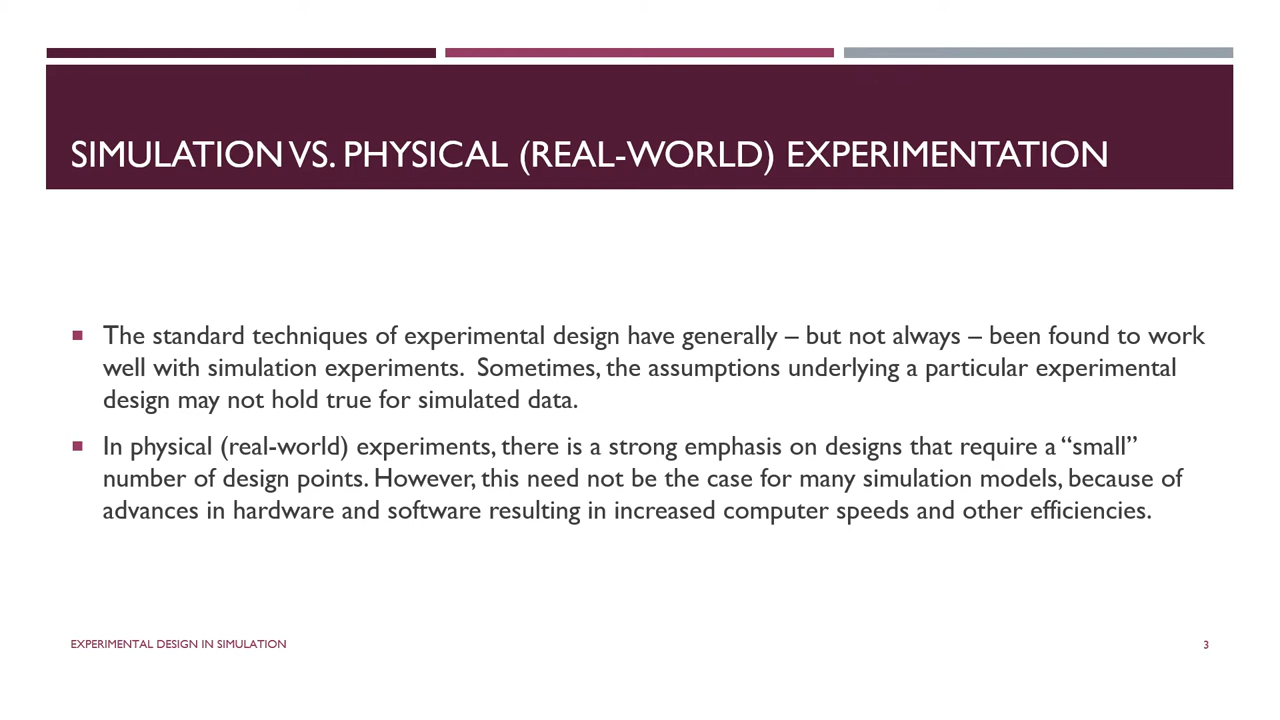 SIMULATION VS. PHYSICAL (REAL-WORLD) EXPERIMENTATION
The standard techniques of experimental design have generally – but not always – been found to work
well with simulation experiments.  Sometimes, the assumptions underlying a particular experimental
design may not hold true for simulated data.
In physical (real-world) experiments, there is a strong emphasis on designs that require a “small”
number of design points. However, this need not be the case for many simulation models, because of
advances in hardware and software resulting in increased computer speeds and other efficiencies.
EXPERIMENTAL DESIGN IN SIMULATION
3